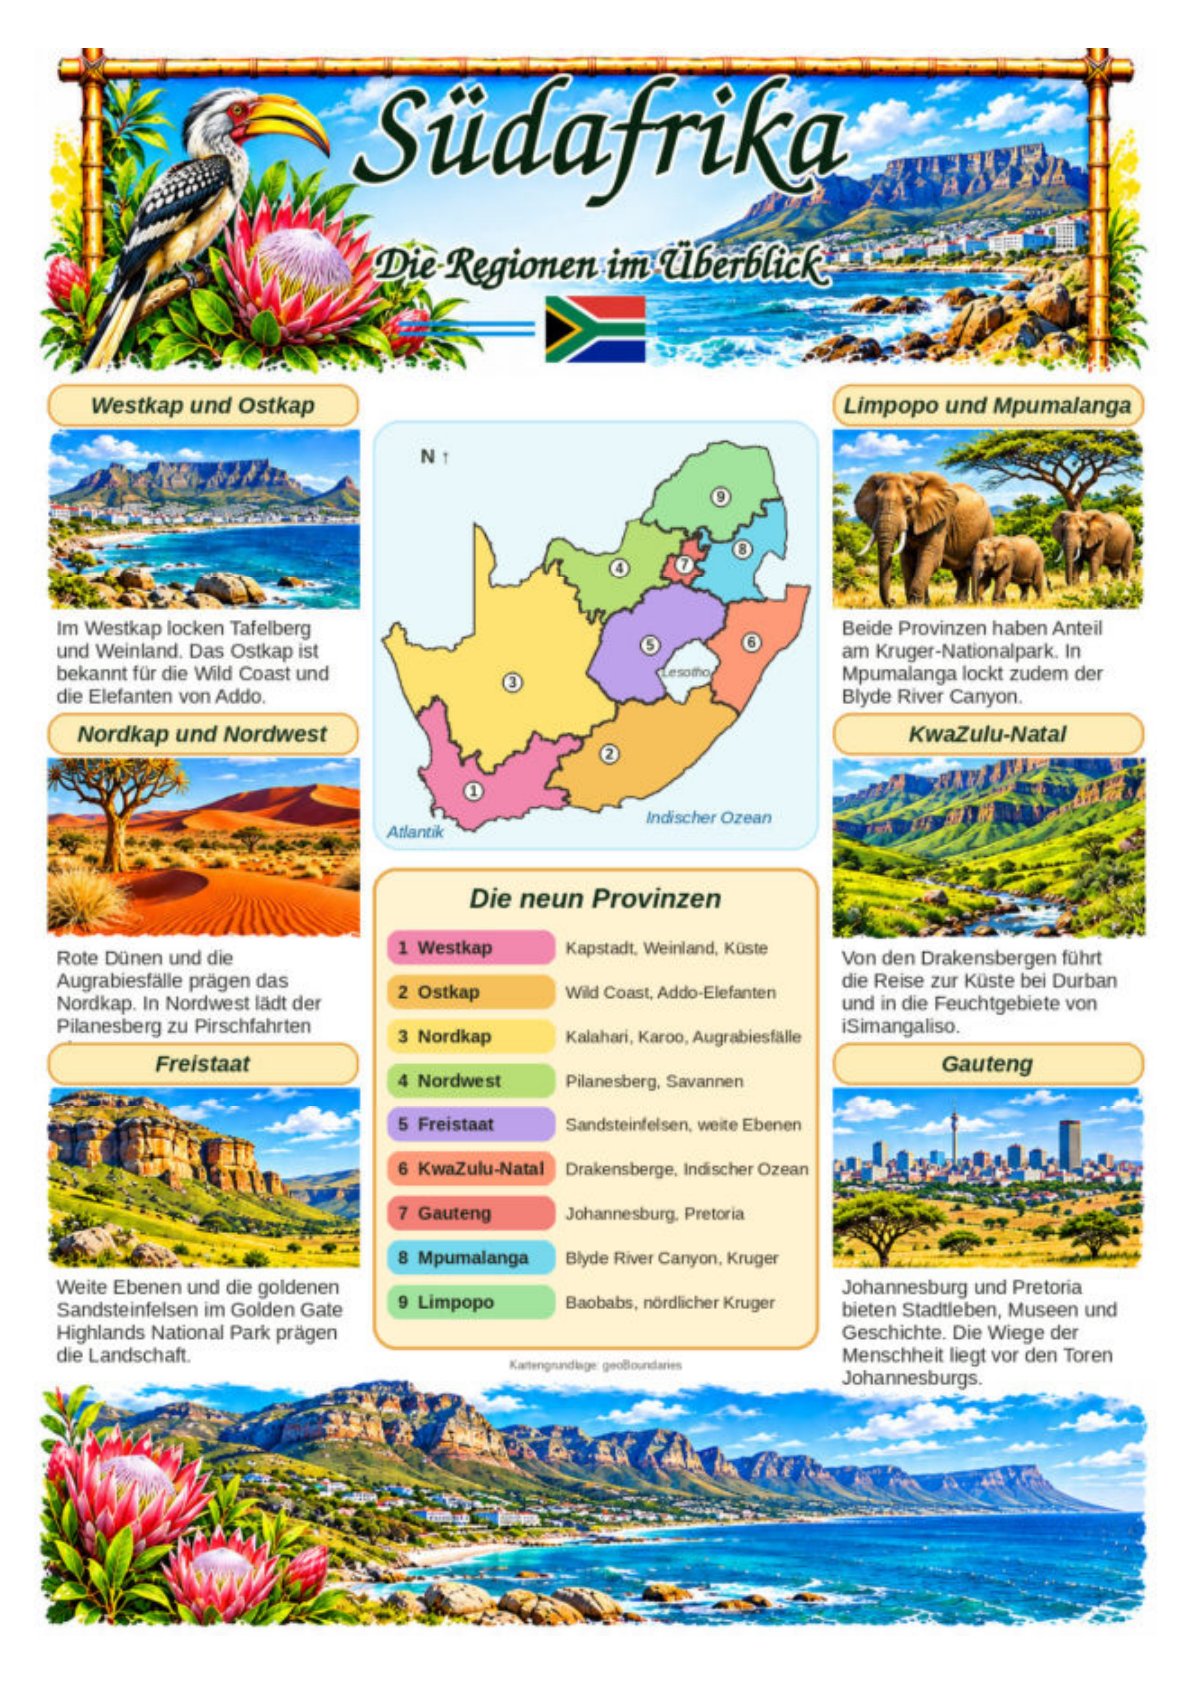 Südafrika
Die Regionen im Überblick
Westkap und Ostkap
Im Westkap locken Tafelberg
und Weinland. Das Ostkap ist
bekannt für die Wild Coast und
die Elefanten von Addo.
Nordkap und Nordwest
Rote Dünen und die
Augrabiesfälle prägen das
Nordkap. In Nordwest lädt der
Pilanesberg zu Pirschfahrten
Freistaat
Weite Ebenen und die goldenen
Sandsteinfelsen im Golden Gate
Highlands National Park prägen
die Landschaft.
N ↑
9
8
7
4
6
5
Lesotho
3
2
1
Indischer Ozean
Atlantik
Die neun Provinzen
1 Westkap Kapstadt, Weinland, Küste
2 Ostkap Wild Coast, Addo-Elefanten
3 Nordkap Kalahari, Karoo, Augrabiesfälle
4 Nordwest Pilanesberg, Savannen
5 Freistaat Sandsteinfelsen, weite Ebenen
6 KwaZulu-Natal Drakensberge, Indischer Ozean
7 Gauteng Johannesburg, Pretoria
8 Mpumalanga Blyde River Canyon, Kruger
9 Limpopo Baobabs, nördlicher Kruger
Kartengrundlage: geoBoundaries
Limpopo und Mpumalanga
Beide Provinzen haben Anteil
am Kruger-Nationalpark. In
Mpumalanga lockt zudem der
Blyde River Canyon.
KwaZulu-Natal
Von den Drakensbergen führt
die Reise zur Küste bei Durban
und in die Feuchtgebiete von
iSimangaliso.
Gauteng
Johannesburg und Pretoria
bieten Stadtleben, Museen und
Geschichte. Die Wiege der
Menschheit liegt vor den Toren
Johannesburgs.